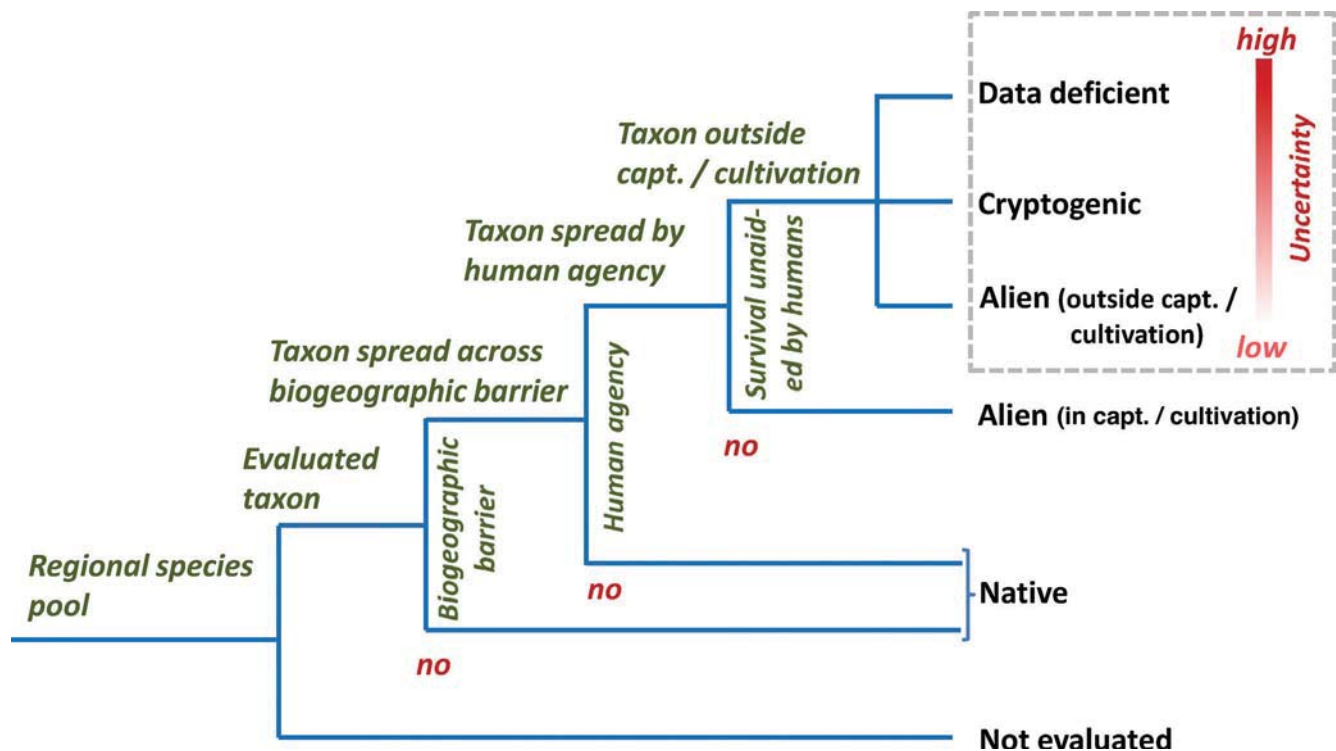 high
Data deficient
Uncertainty
Taxon outside
capt. / cultivation
Cryptogenic
Taxon spread by
human agency
Survival unaid-
ed by humans
Alien (outside capt. /
cultivation)
low
Taxon spread across
biogeographic barrier
Human agency
Alien (in capt. / cultivation)
no
Evaluated
taxon
Biogeographic
barrier
Regional species
pool
no
Native
no
Not evaluated